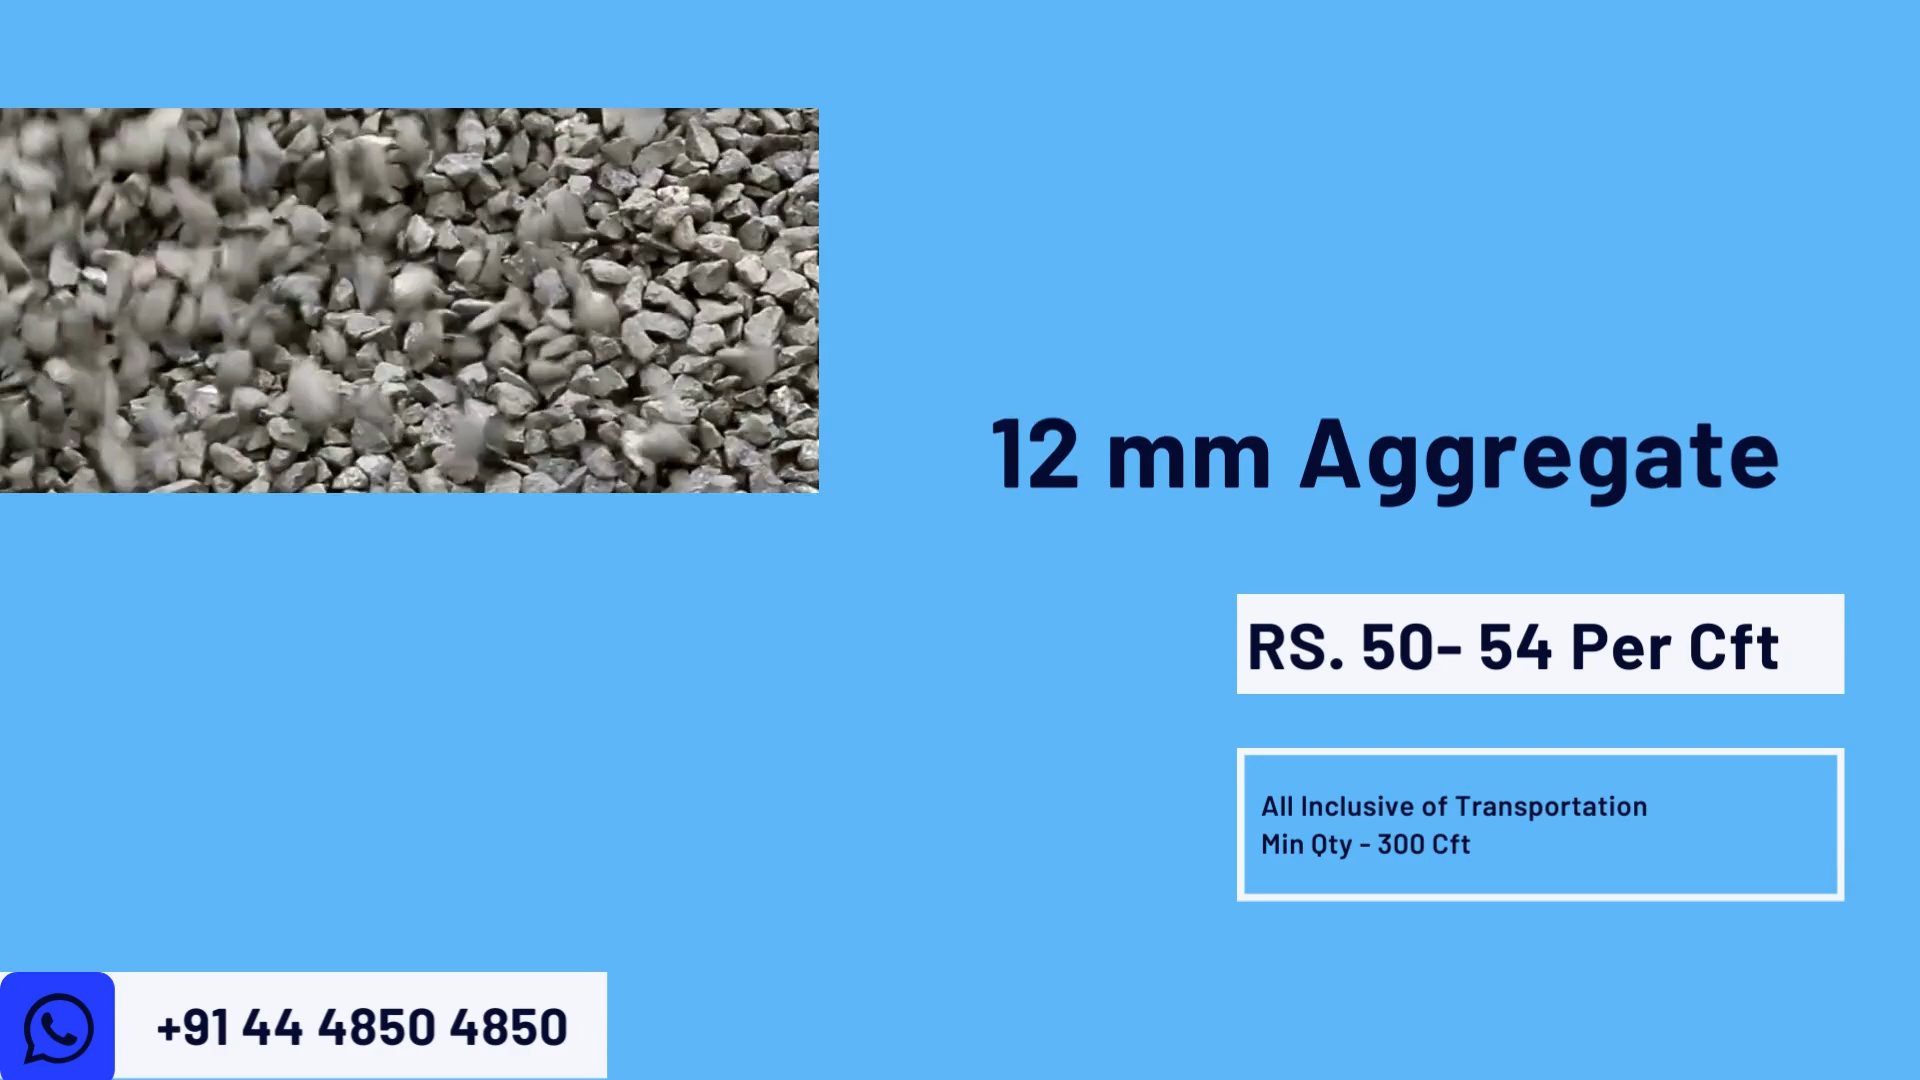 12 mm Aggregate
RS. 50- 54 Per Cft
All Inclusive of Transportation
Min Qty - 300 Cft
+91 44 4850 4850